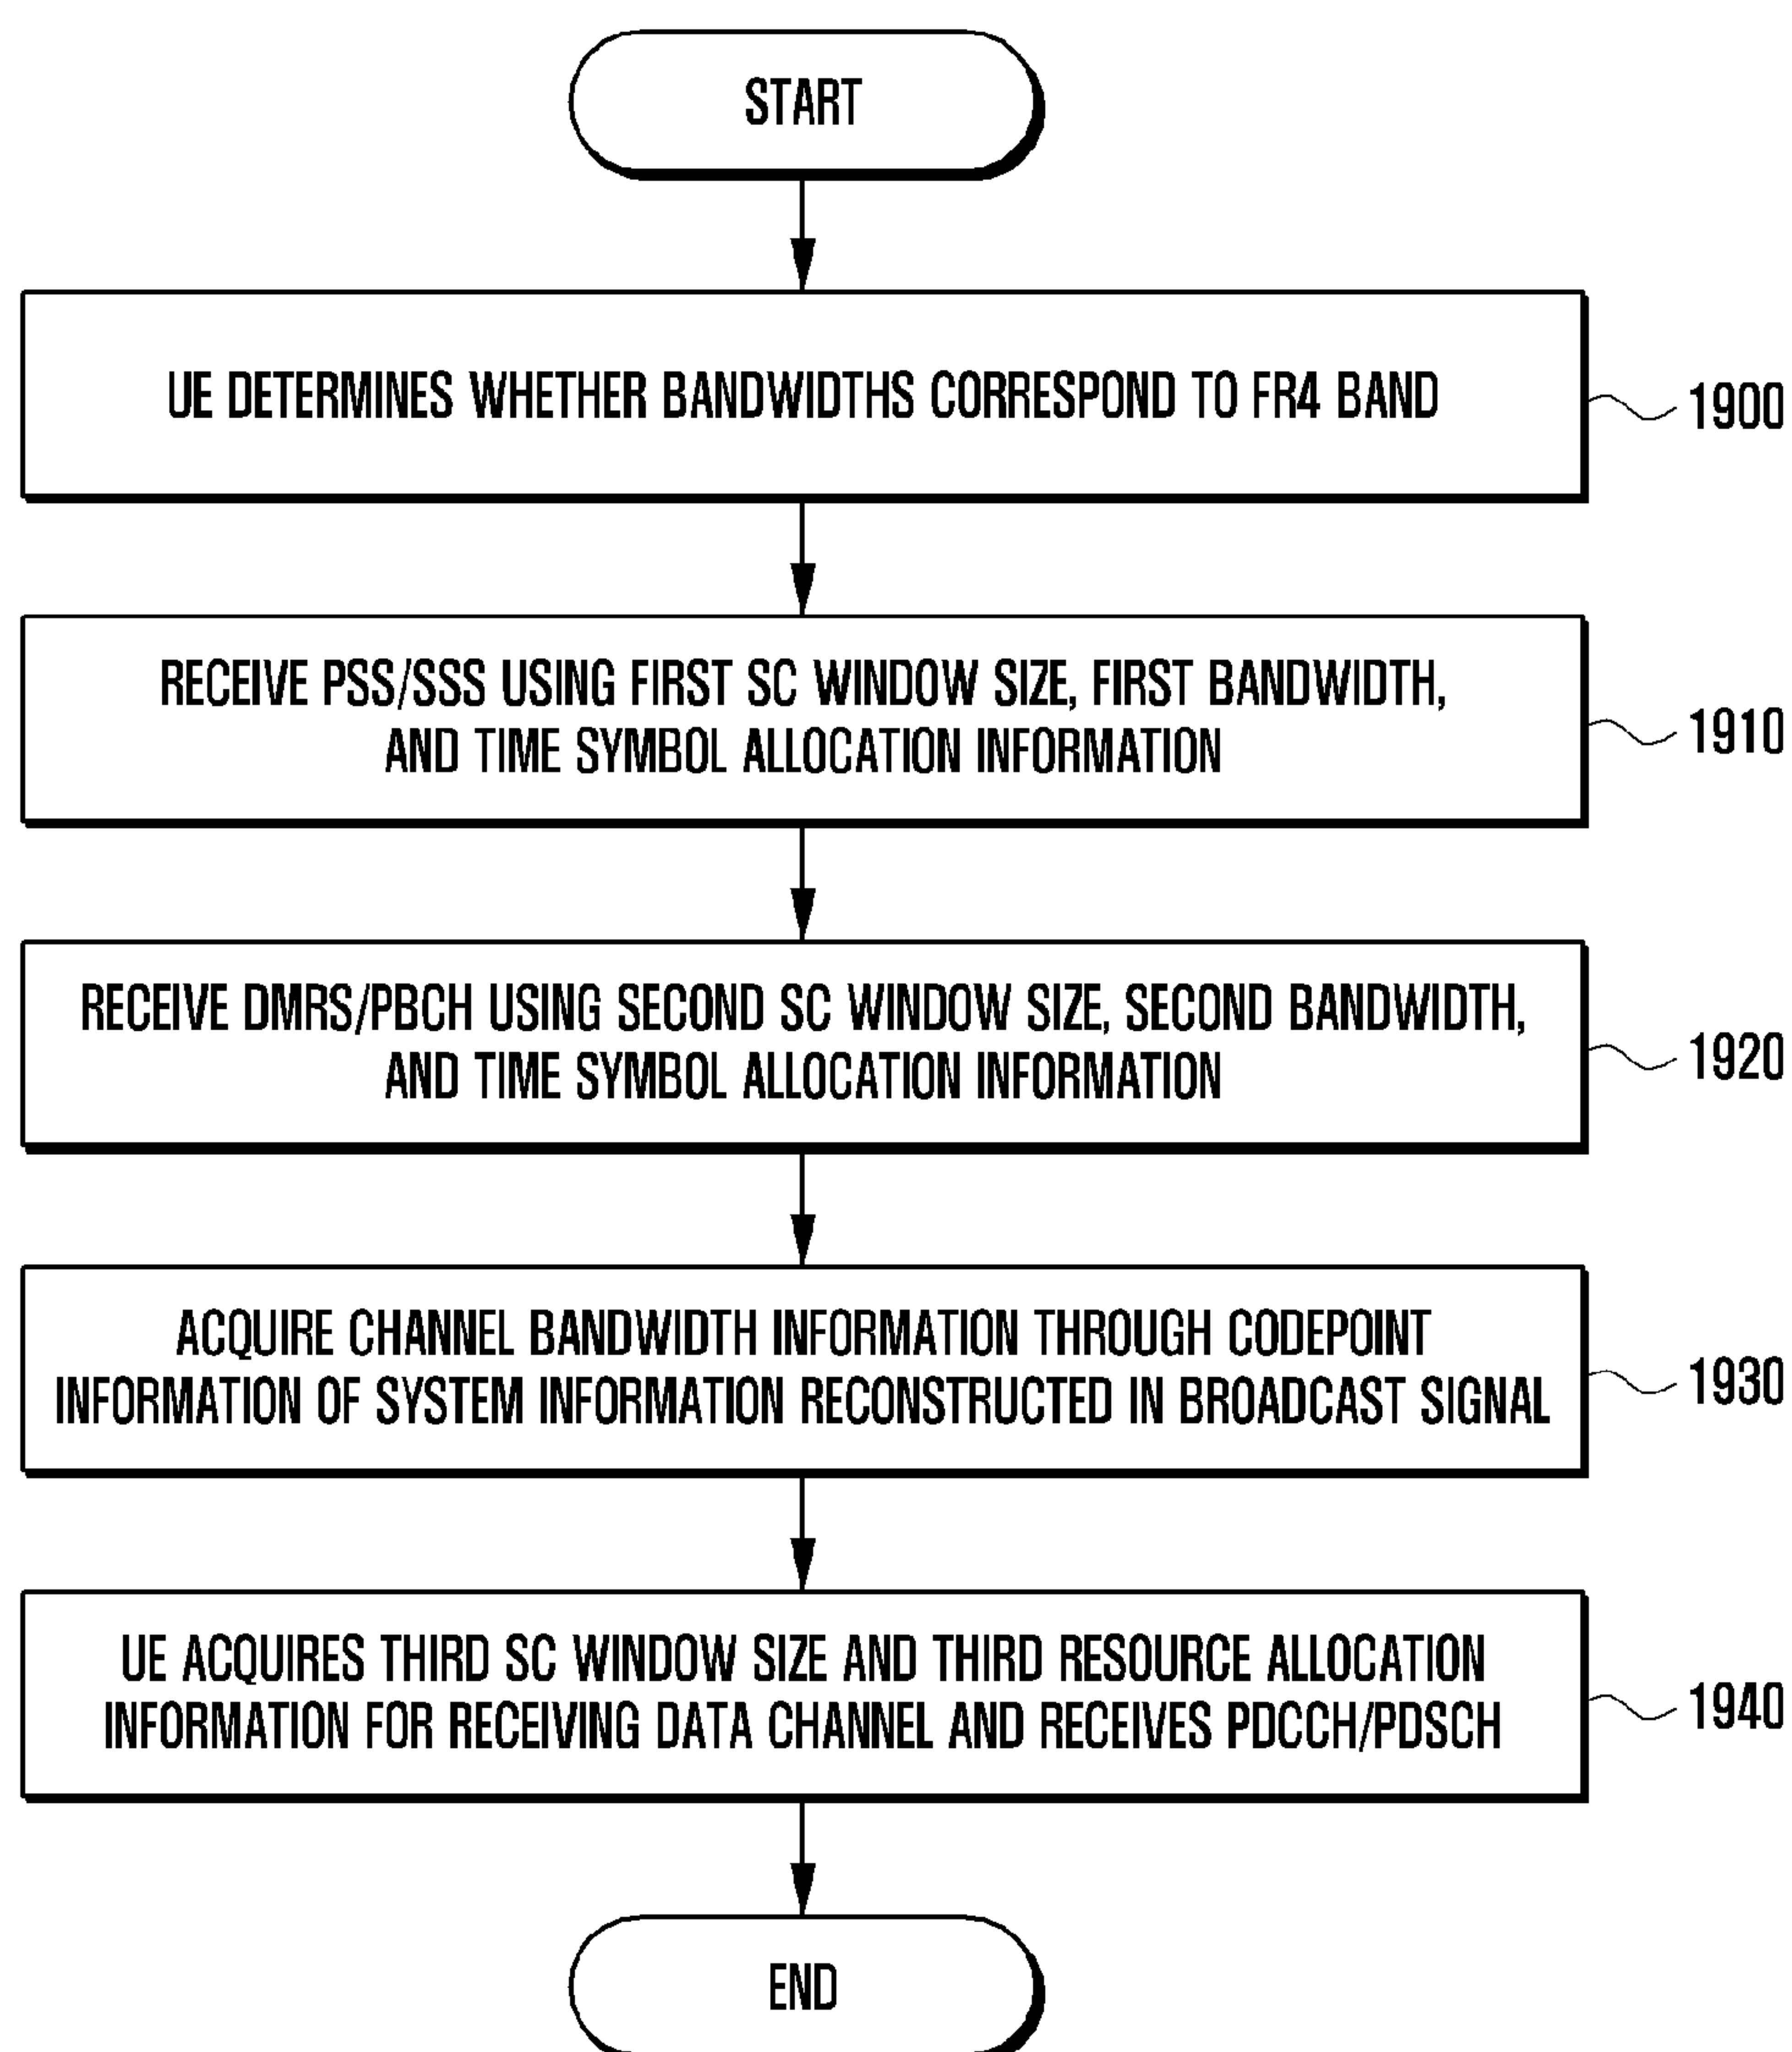 START
UE DETERMINES WHETHER BANDWIDTHS CORRESPOND TO FR4 BAND
1900
RECEIVE PSS/SSS USING FIRST SC WINDOW SIZE, FIRST BANDWIDTH,
AND TIME SYMBOL ALLOCATION INFORMATION
1910
RECEIVE DMRS/PBCH USING SECOND SC WINDOW SIZE, SECOND BANDWIDTH,
AND TIME SYMBOL ALLOCATION INFORMATION
1920
ACQUIRE CHANNEL BANDWIDTH INFORMATION THROUGH CODEPOINT
INFORMATION OF SYSTEM INFORMATION RECONSTRUCTED IN BROADCAST SIGNAL
1930
UE ACQUIRES THIRD SC WINDOW SIZE AND THIRD RESOURCE ALLOCATION
INFORMATION FOR RECEIVING DATA CHANNEL AND RECEIVES PDCCH/PDSCH
1940
END